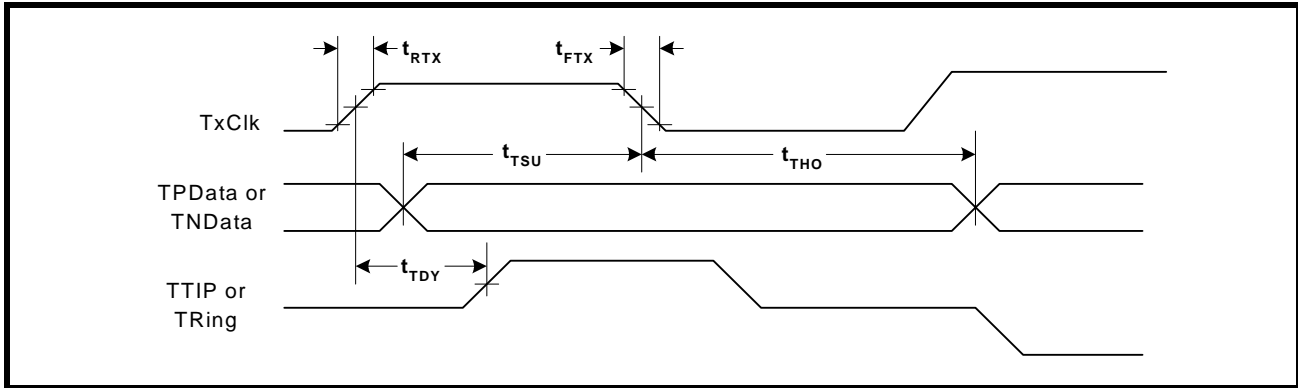 tRTX
tFTX
TxClk
tTSU
tTHO
TPData or
TNData
tTDY
TTIP or
TRing